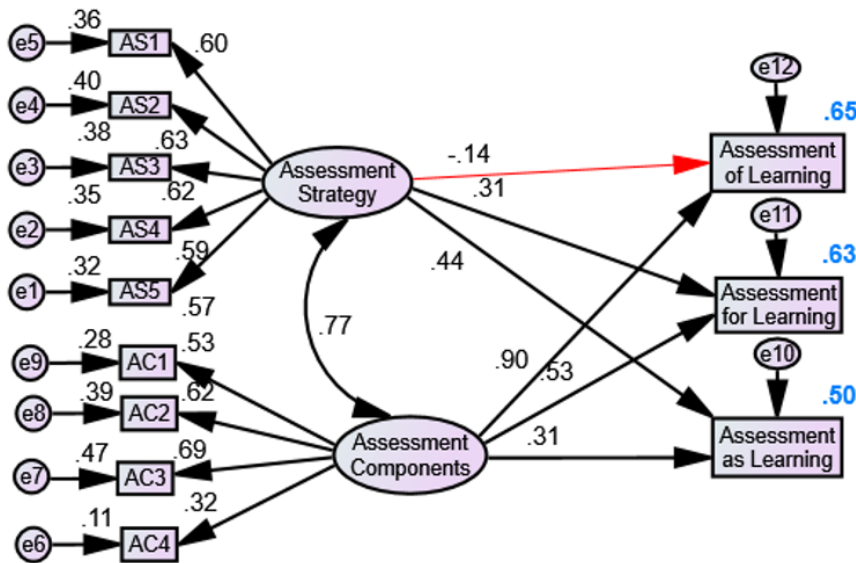 .36
e5
AS1
.60
e12
.40
.65
e4
AS2
.38
.63
e3
AS3
Assessment
Strategy
-.14
Assessment
of Learning
.35
.62
.31
e2
AS4
e11
.32
.59
.44
.63
e1
AS5
.57
Assessment
for Learning
.77
.28
.53
e9
AC1
.90
.53
e10
.39
.62
.50
e8
AC2
Assessment
Components
.31
Assessment
as Learning
.47
.69
e7
AC3
.11
.32
e6
AC4